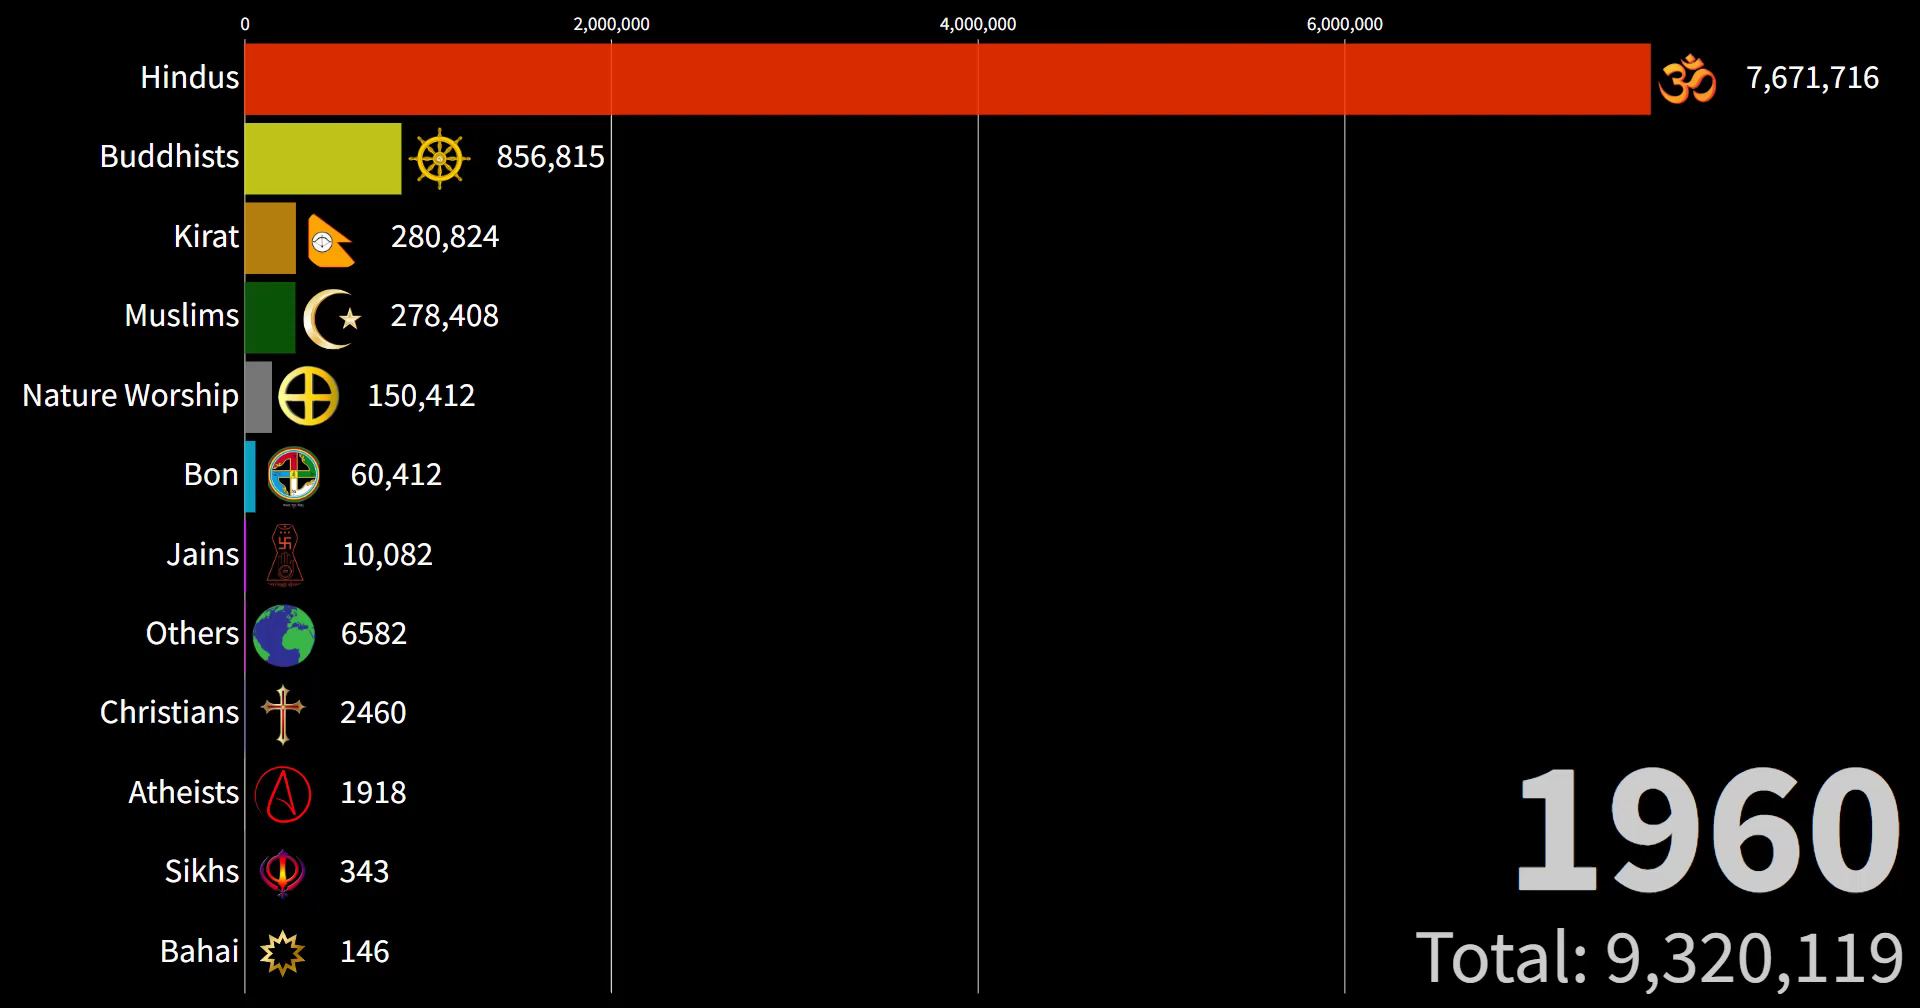 0 2,000,000 4,000,000 6,000,000
Hindus 7,671,716
Buddhists 856,815
Kirat 280,824
Muslims 278,408
Nature Worship 150,412
Bon 60,412
Jains 10,082
Others 6582
Christians 2460
Atheists 1918
Sikhs 343
Bahai 146
1960
Total: 9,320,119